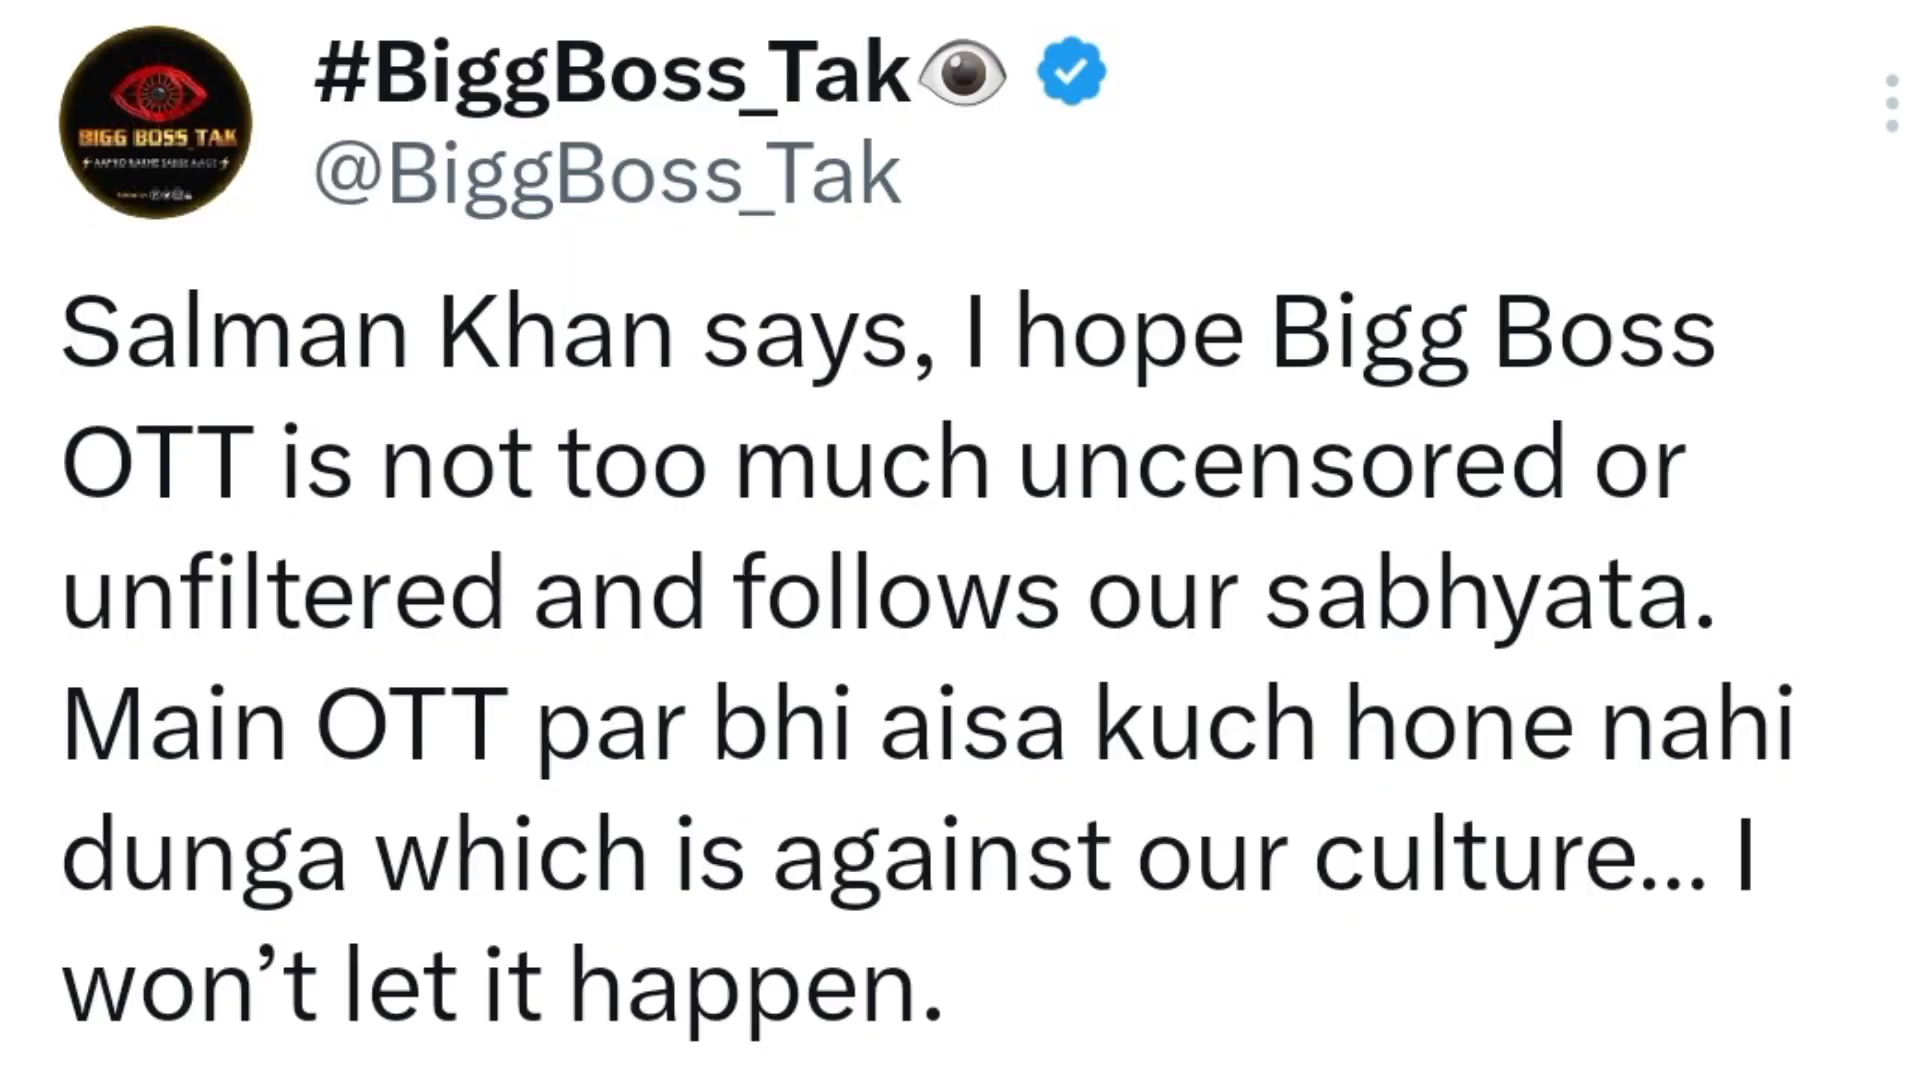 #BiggBoss_Tak👁
@BiggBoss_Tak
BIGG BOSS TAK
Salman Khan says, I hope Bigg Boss
OTT is not too much uncensored or
unfiltered and follows our sabhyata.
Main OTT par bhi aisa kuch hone nahi
dunga which is against our culture... I
won’t let it happen.